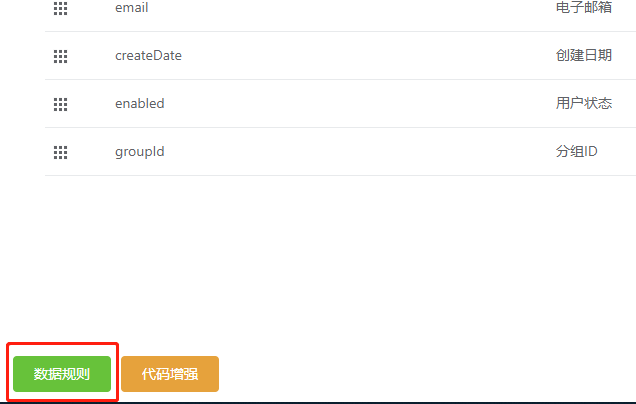 email 电子邮箱
createDate 创建日期
enabled 用户状态
groupId 分组ID
数据规则 代码增强